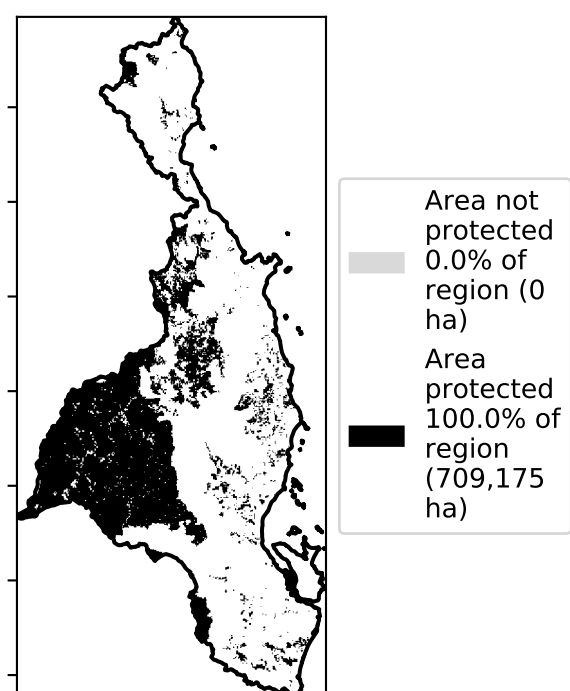 Area not
protected
0.0% of
region (0
ha)
Area
protected
100.0% of
region
(709,175
ha)